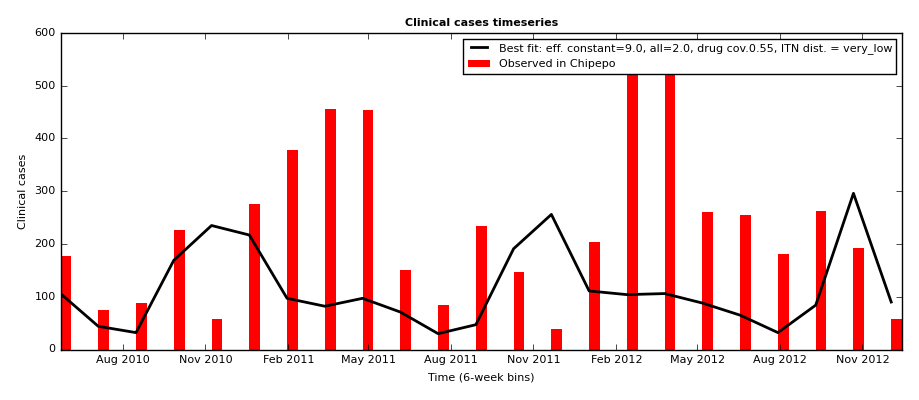 Clinical cases timeseries
Best fit: eff. constant=9.0, all=2.0, drug cov.0.55, ITN dist. = very_low
Observed in Chipepo
600
500
400
300
200
100
0
Clinical cases
Aug 2010 Nov 2010 Feb 2011 May 2011 Aug 2011 Nov 2011 Feb 2012 May 2012 Aug 2012 Nov 2012
Time (6-week bins)